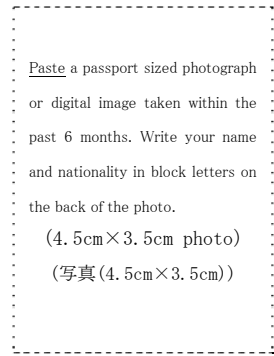 Paste a passport sized photograph
or digital image taken within the
past 6 months. Write your name
and nationality in block letters on
the back of the photo.
(4.5cm×3.5cm photo)
(写真(4.5cm×3.5cm))